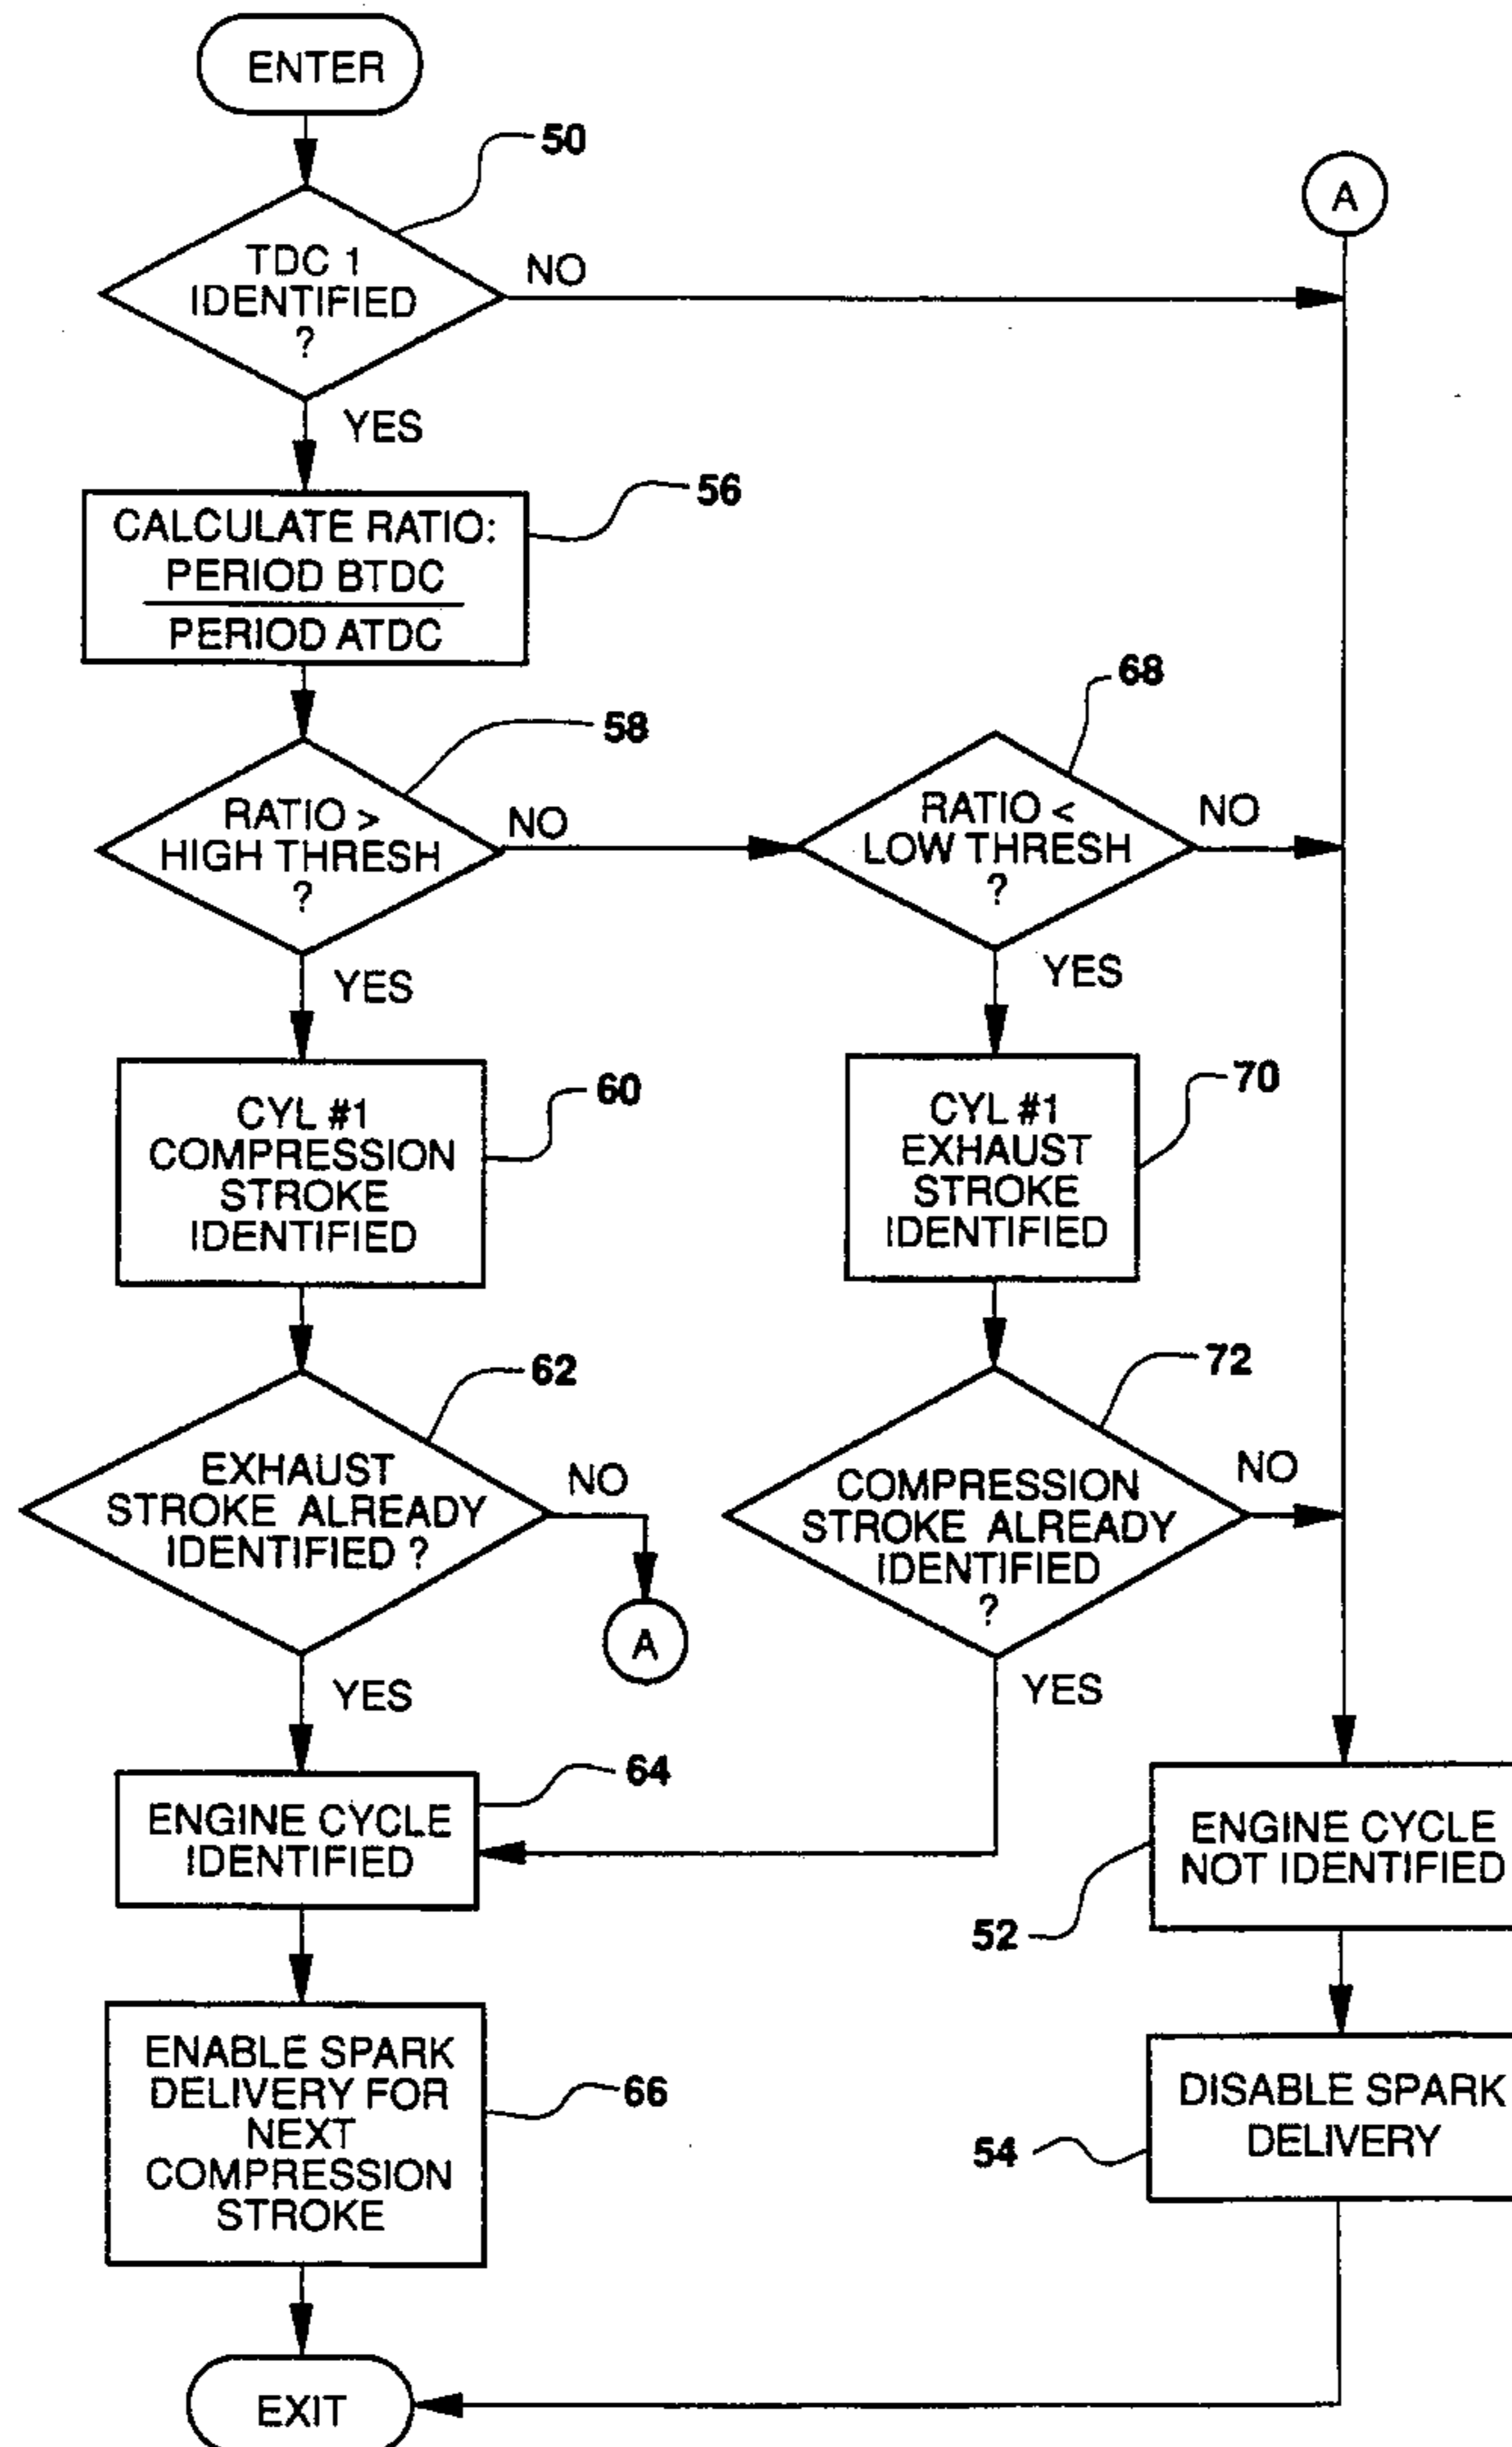 ENTER
50
A
TDC 1
IDENTIFIED
?
NO
YES
56
CALCULATE RATIO:
PERIOD BTDC
PERIOD ATDC
68
58
RATIO >
HIGH THRESH
?
NO
RATIO <
LOW THRESH
?
NO
YES
YES
60
CYL #1
COMPRESSION
STROKE
IDENTIFIED
70
CYL #1
EXHAUST
STROKE
IDENTIFIED
62
72
EXHAUST
STROKE ALREADY
IDENTIFIED ?
NO
A
COMPRESSION
STROKE ALREADY
IDENTIFIED
?
NO
YES
YES
64
ENGINE CYCLE
IDENTIFIED
ENGINE CYCLE
NOT IDENTIFIED
52
ENABLE SPARK
DELIVERY FOR
NEXT
COMPRESSION
STROKE
66
DISABLE SPARK
DELIVERY
54
EXIT